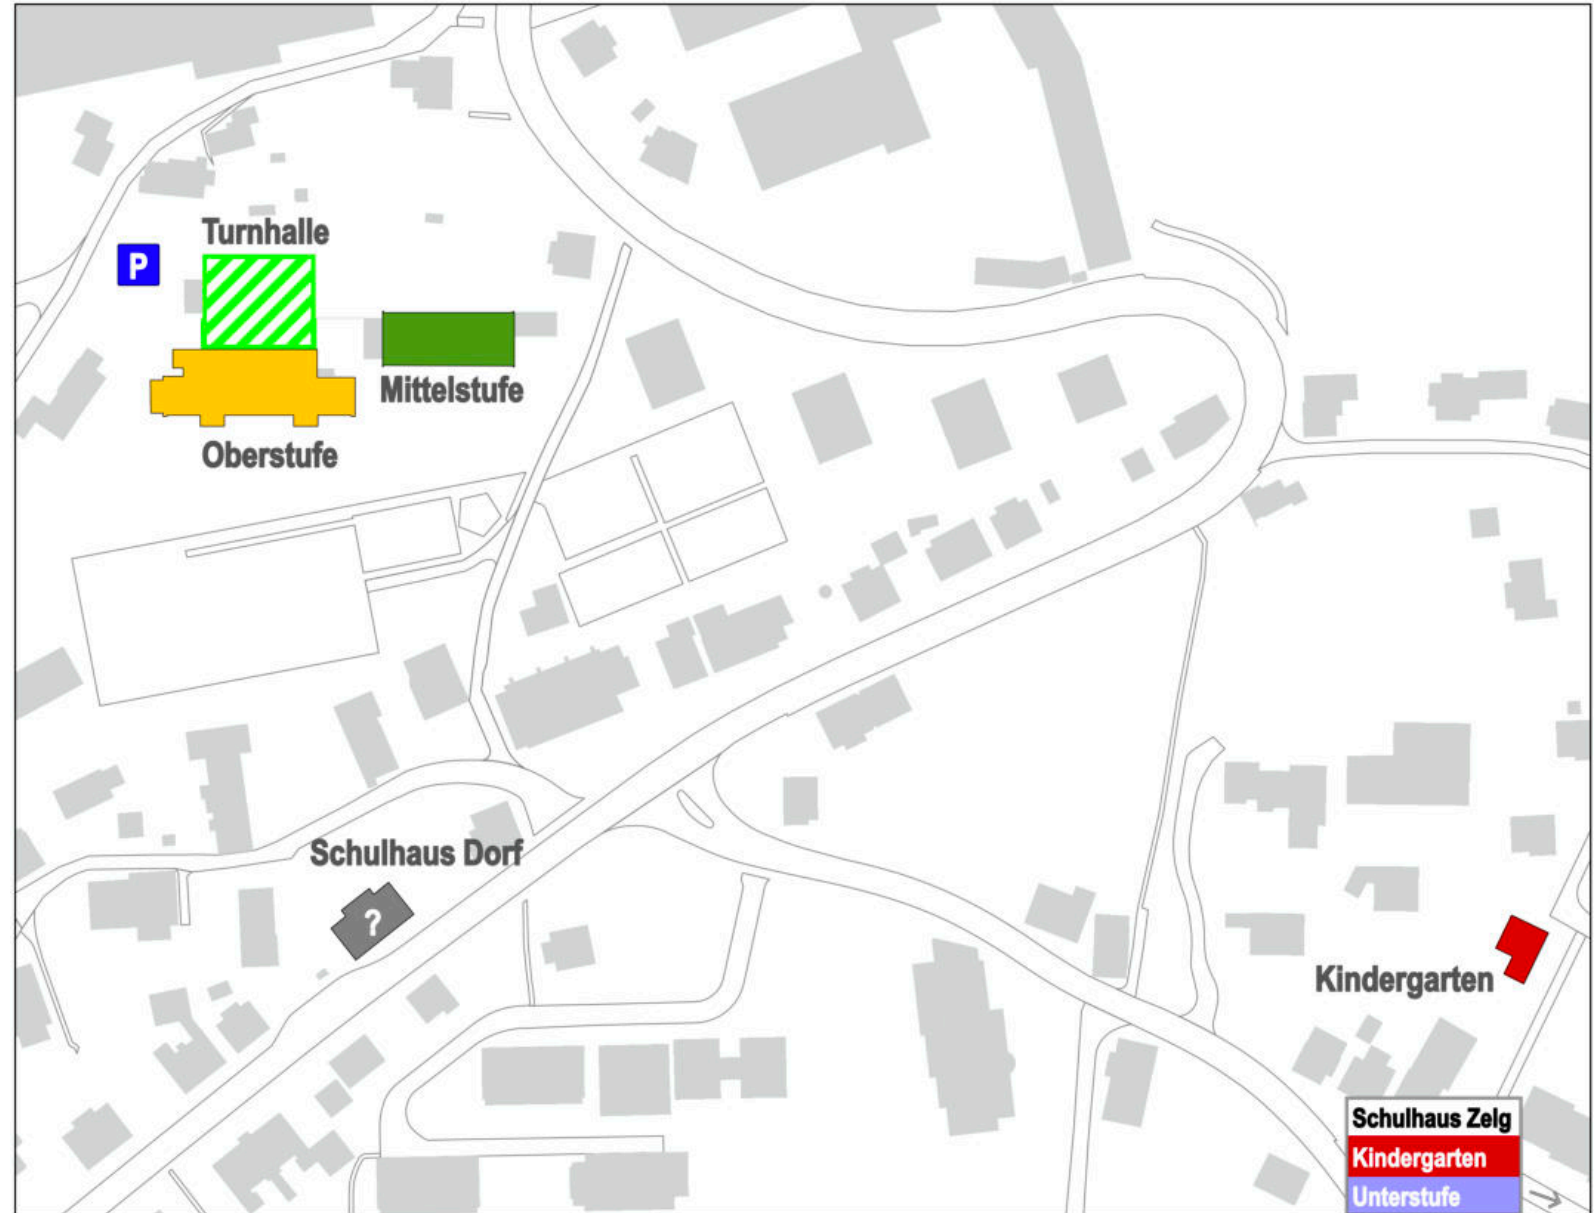 Turnhalle
P
Mittelstufe
Oberstufe
Schulhaus Dorf
?
Kindergarten
Schulhaus Zelg
Kindergarten
Unterstufe